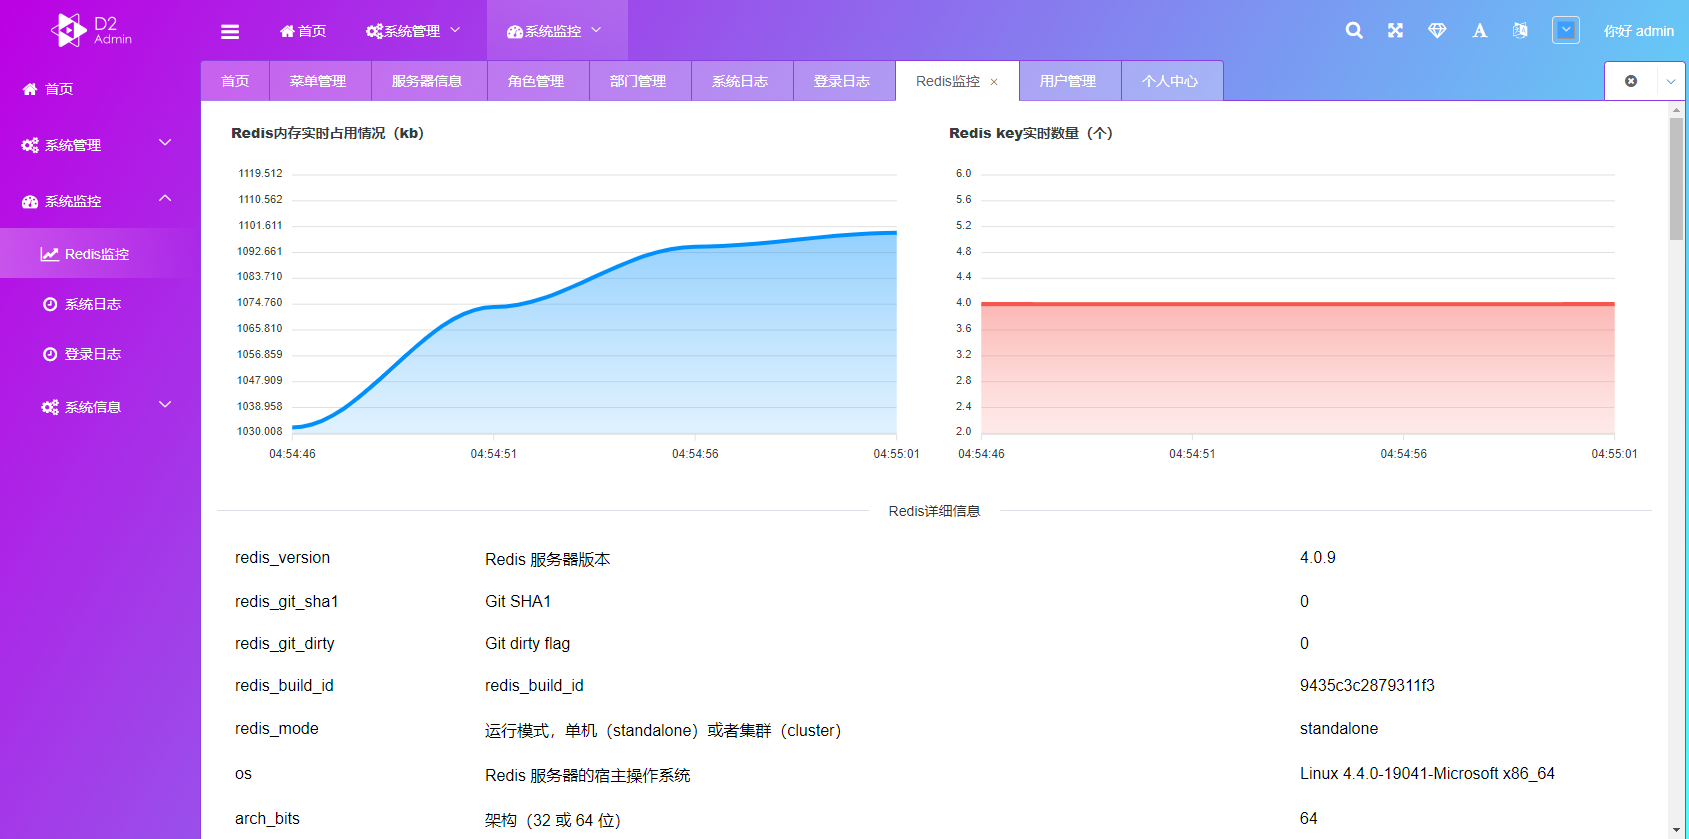 D2
Admin
首页
系统管理
系统监控
你好 admin
首页
系统管理
系统监控
Redis监控
系统日志
登录日志
系统信息
首页
菜单管理
服务器信息
角色管理
部门管理
系统日志
登录日志
Redis监控
用户管理
个人中心
Redis内存实时占用情况（kb）
1119.512
1110.562
1101.611
1092.661
1083.710
1074.760
1065.810
1056.859
1047.909
1038.958
1030.008
04:54:46
04:54:51
04:54:56
04:55:01
Redis key实时数量（个）
6.0
5.6
5.2
4.8
4.4
4.0
3.6
3.2
2.8
2.4
2.0
04:54:46
04:54:51
04:54:56
04:55:01
Redis详细信息
redis_version Redis 服务器版本 4.0.9
redis_git_sha1 Git SHA1 0
redis_git_dirty Git dirty flag 0
redis_build_id redis_build_id 9435c3c2879311f3
redis_mode 运行模式，单机（standalone）或者集群（cluster） standalone
os Redis 服务器的宿主操作系统 Linux 4.4.0-19041-Microsoft x86_64
arch_bits 架构（32 或 64 位） 64